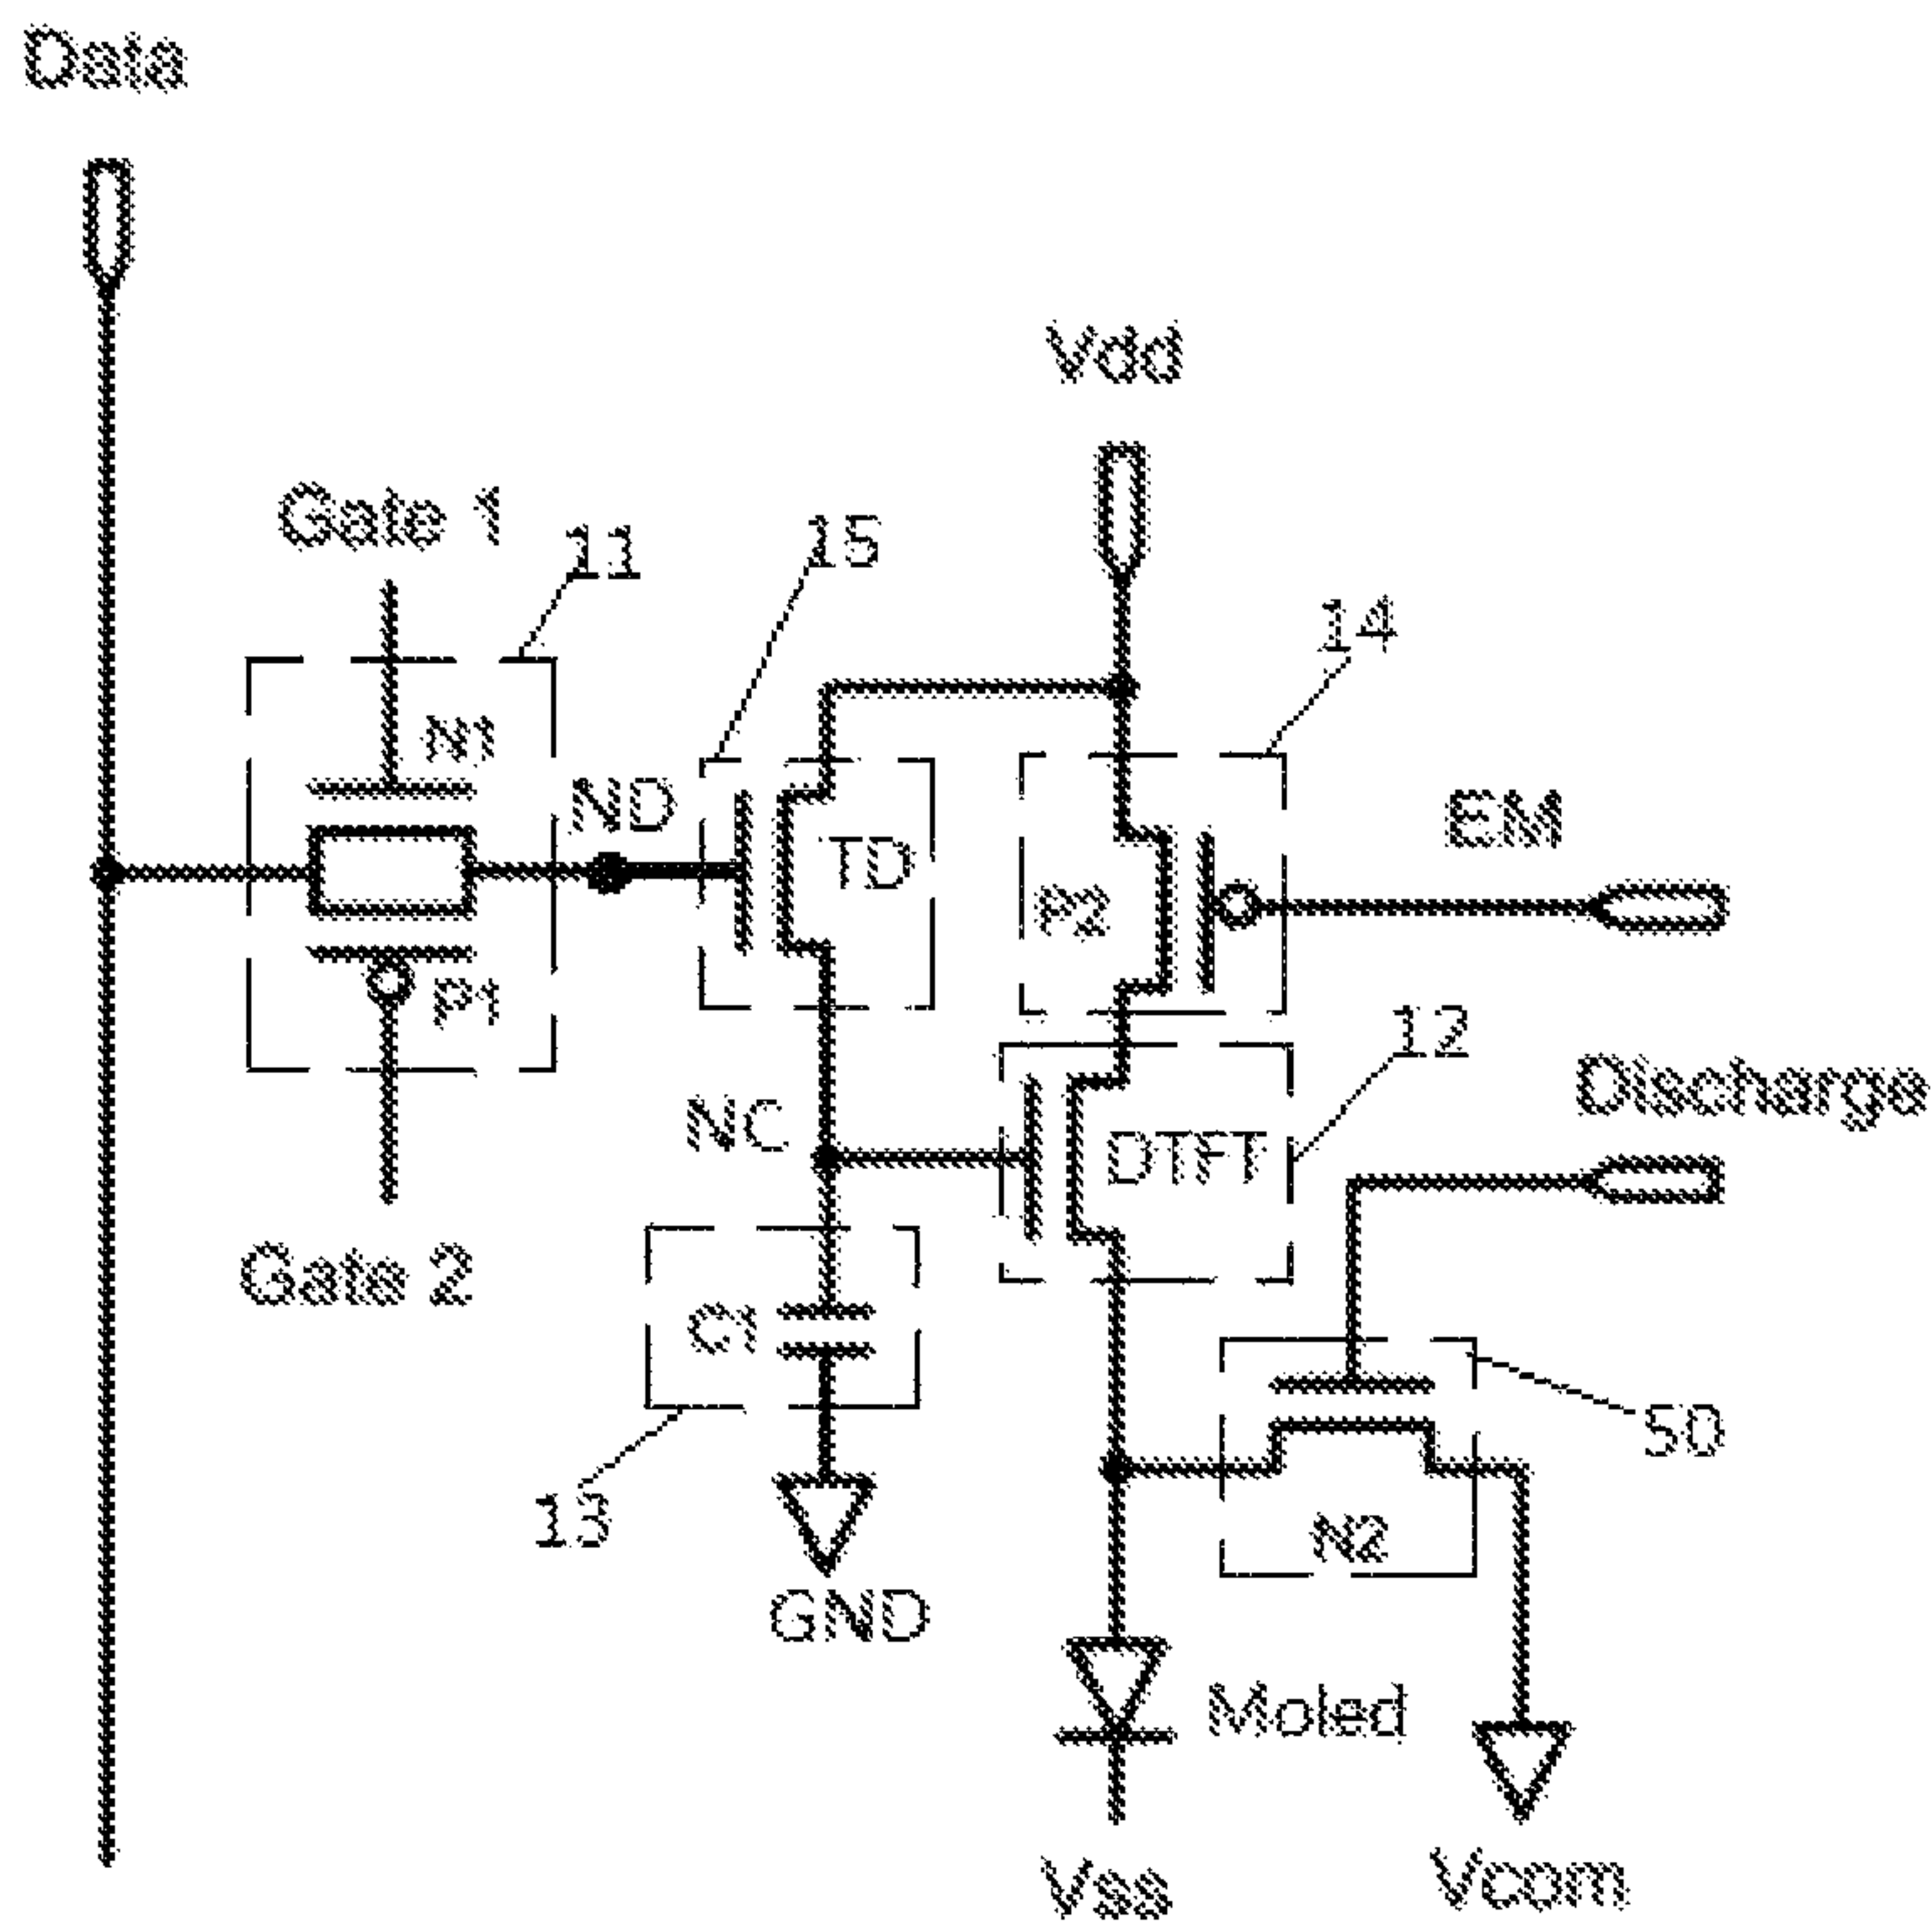 Data
Vdd
Gate 1
11
15
14
N1
ND
TD
EM
P2
P1
12
Discharge
NC
DTFT
Gate 2
C1
50
13
N2
GND
Moled
Vss
Vcom